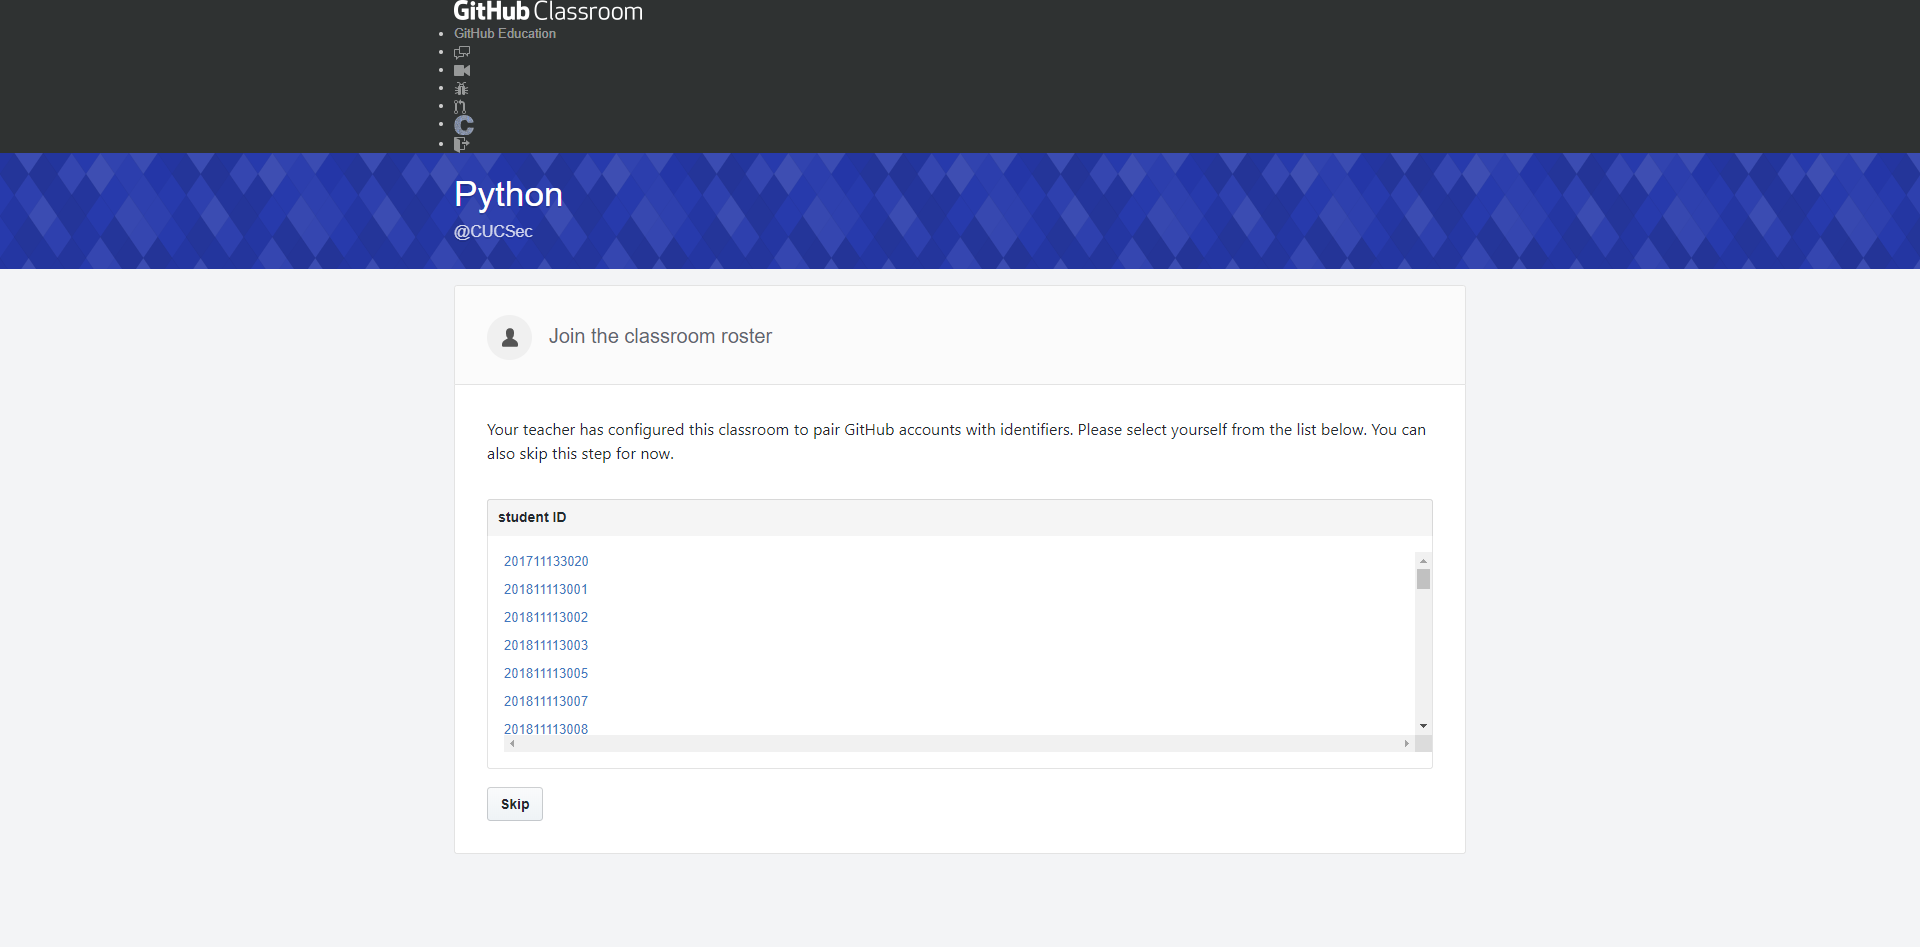 GitHub Classroom
GitHub Education
Python
@CUCSec
Join the classroom roster
Your teacher has configured this classroom to pair GitHub accounts with identifiers. Please select yourself from the list below. You can
also skip this step for now.
student ID
201711133020
201811113001
201811113002
201811113003
201811113005
201811113007
201811113008
Skip